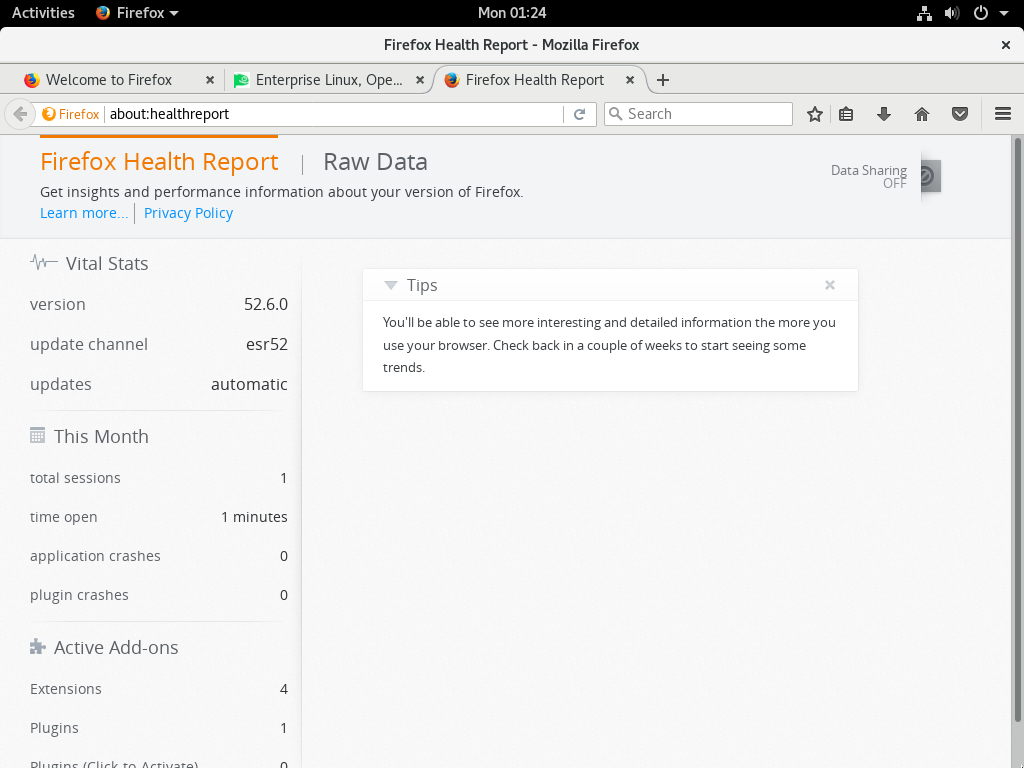 Activities Firefox Mon 01:24
Firefox Health Report - Mozilla Firefox
Welcome to Firefox Enterprise Linux, Ope... Firefox Health Report
Firefox about:healthreport Search
Firefox Health Report Raw Data
Data Sharing
OFF
Get insights and performance information about your version of Firefox.
Learn more... Privacy Policy
Vital Stats
version 52.6.0
update channel esr52
updates automatic
This Month
total sessions 1
time open 1 minutes
application crashes 0
plugin crashes 0
Active Add-ons
Extensions 4
Plugins 1
Plugins (Click-to-Activate) 0
Tips
You'll be able to see more interesting and detailed information the more you
use your browser. Check back in a couple of weeks to start seeing some
trends.